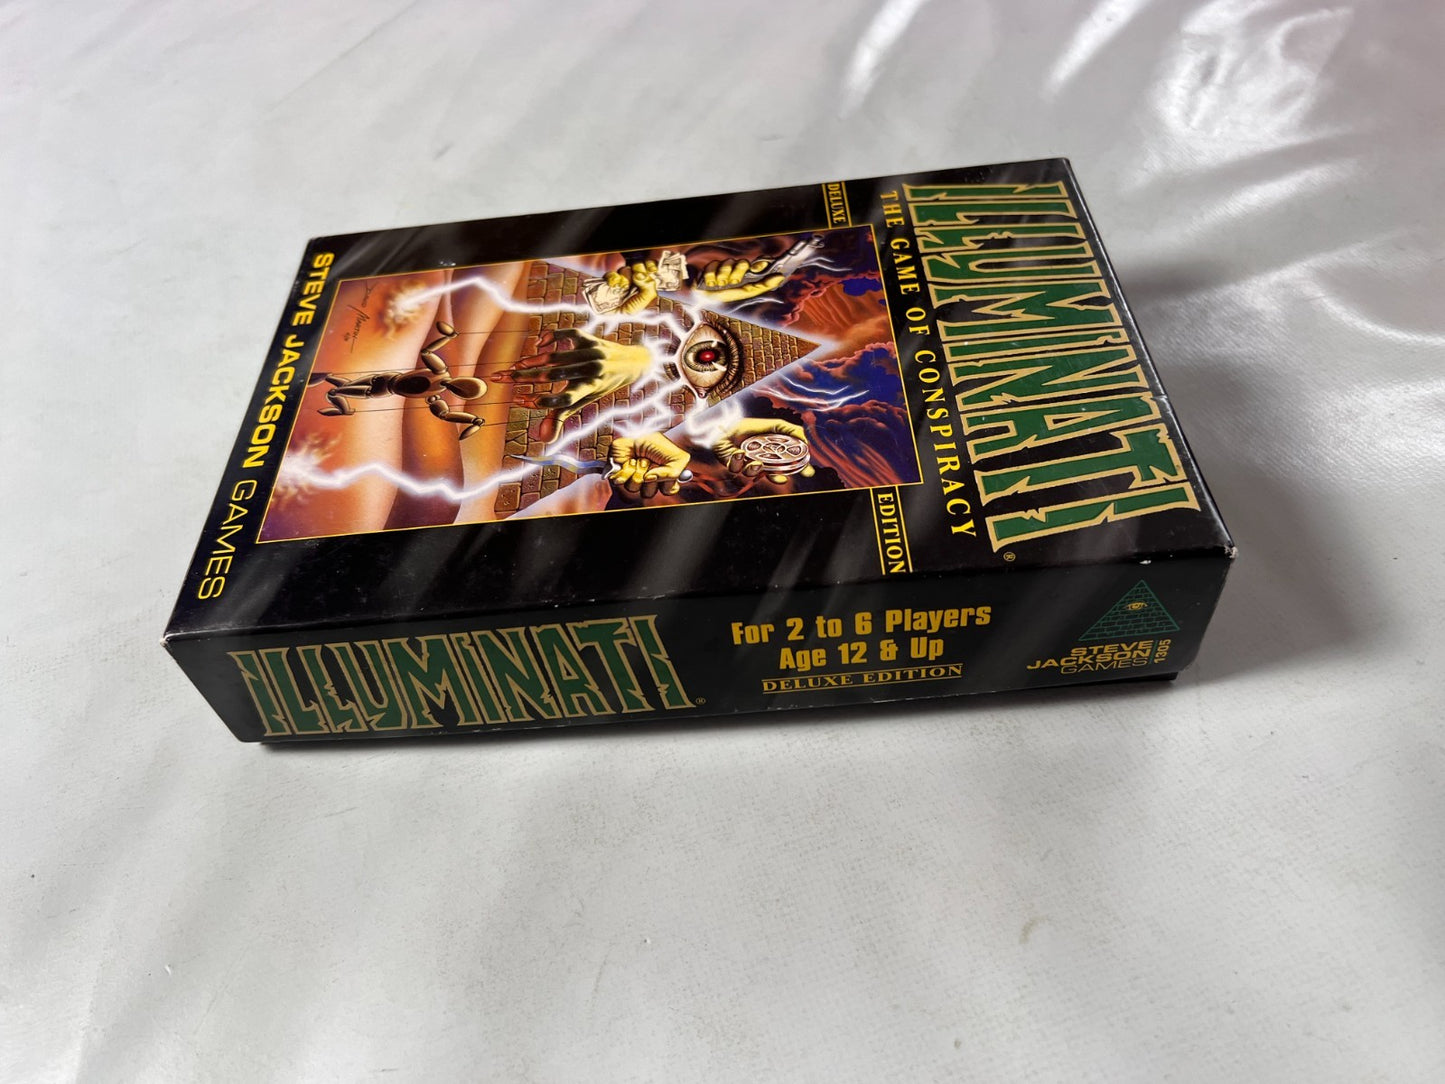 ILLUMINATI®
THE GAME OF CONSPIRACY
DELUXE EDITION
STEVE JACKSON GAMES
ILLUMINATI®
For 2 to 6 Players
Age 12 & Up
DELUXE EDITION
STEVE
JACKSON
GAMES
1305